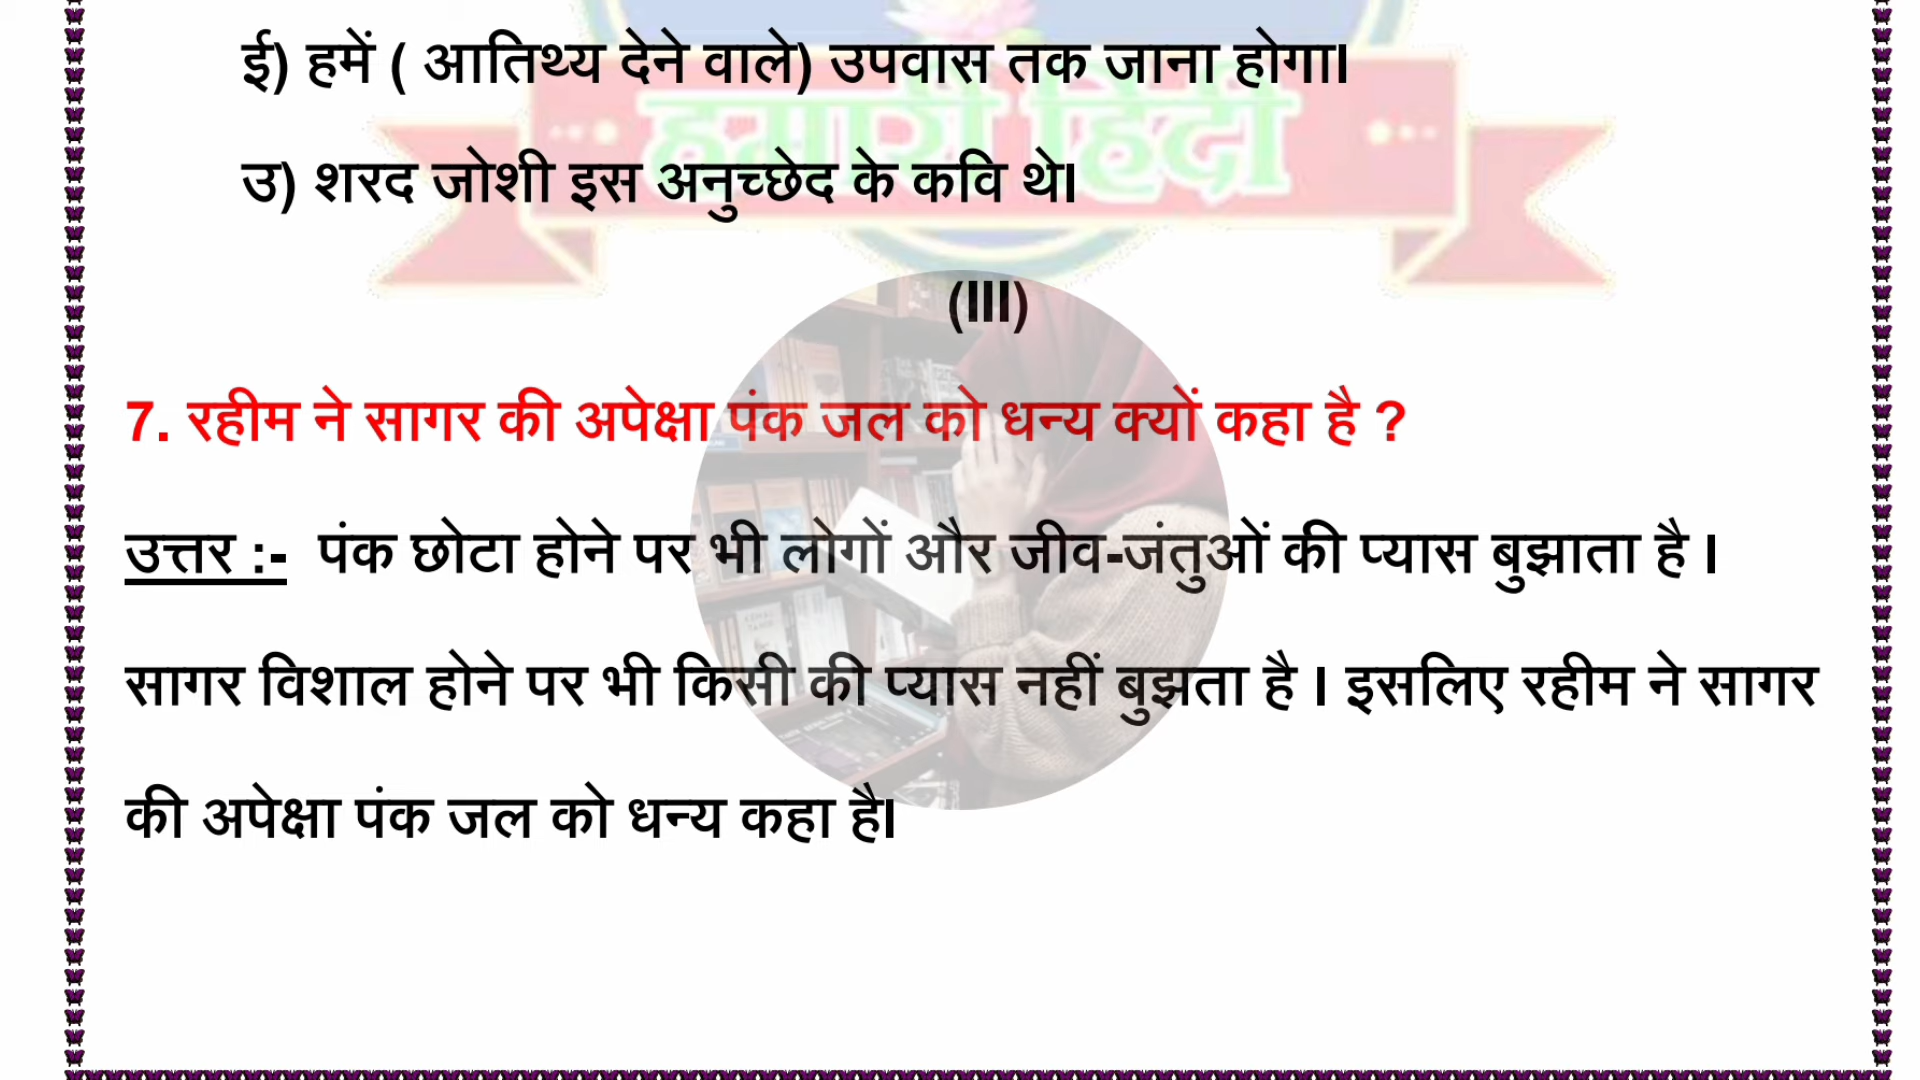 ई) हमें ( आतिथ्य देने वाले) उपवास तक जाना होगा।
हमारी हिंदी
उ) शरद जोशी इस अनुच्छेद के कवि थे।
(III)
7. रहीम ने सागर की अपेक्षा पंक जल को धन्य क्यों कहा है ?
उत्तर :- पंक छोटा होने पर भी लोगों और जीव-जंतुओं की प्यास बुझाता है ।
सागर विशाल होने पर भी किसी की प्यास नहीं बुझता है । इसलिए रहीम ने सागर
की अपेक्षा पंक जल को धन्य कहा है।